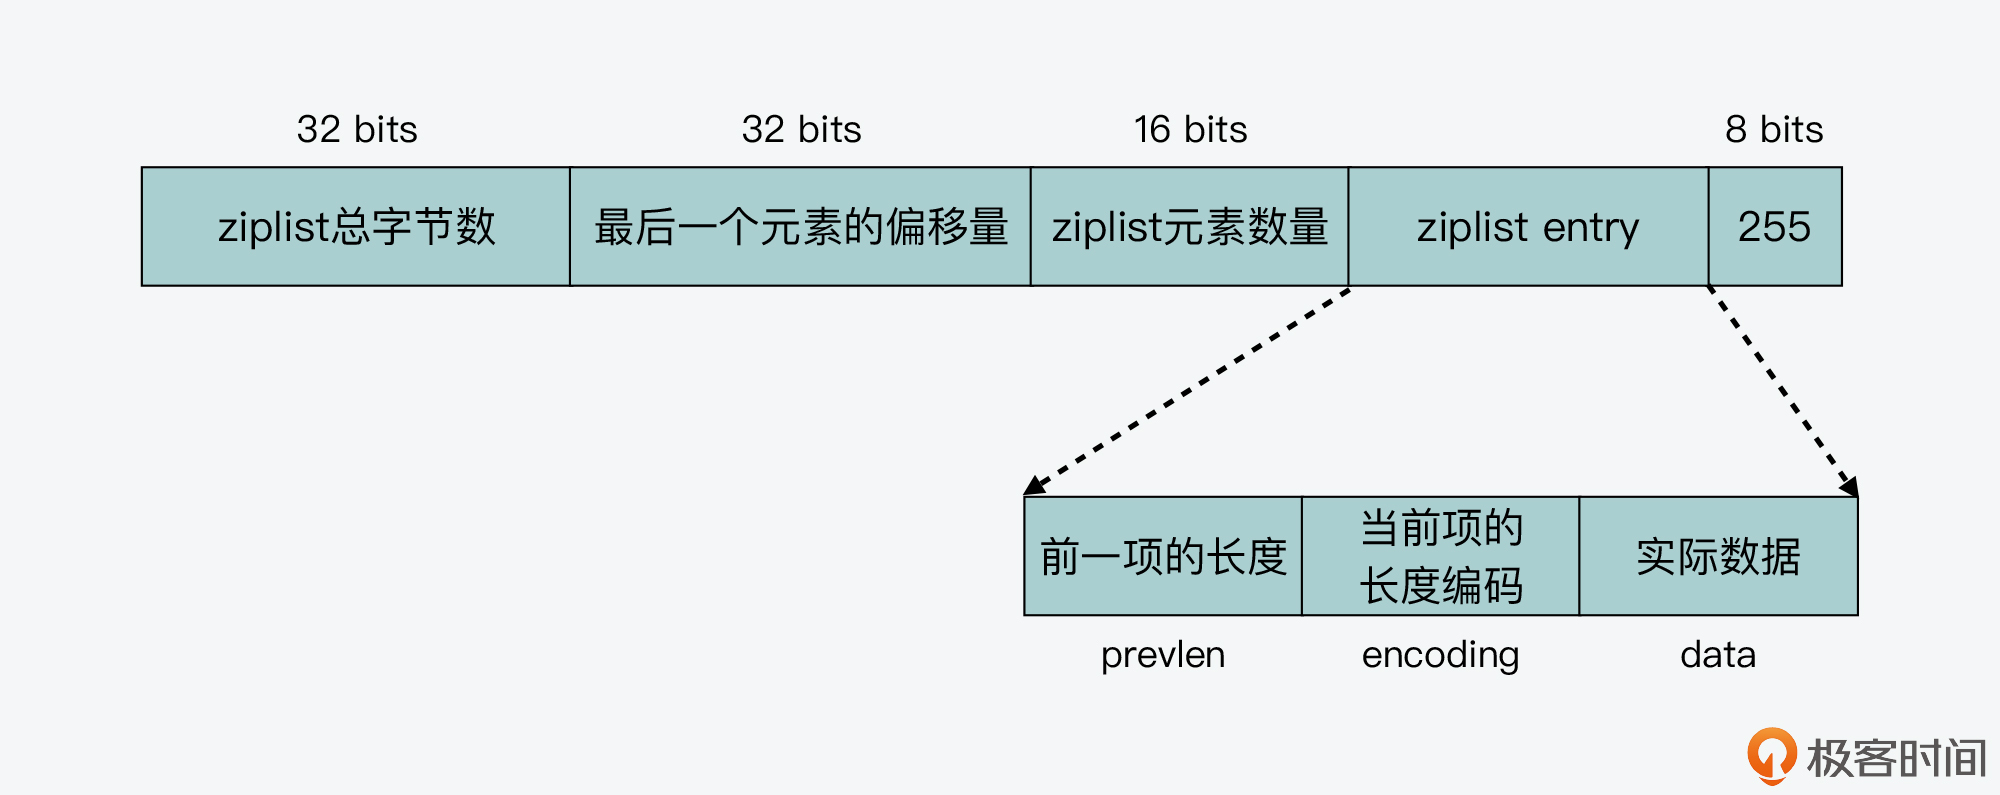 32 bits
32 bits
16 bits
8 bits
ziplist总字节数
最后一个元素的偏移量
ziplist元素数量
ziplist entry
255
前一项的长度
当前项的
长度编码
实际数据
prevlen
encoding
data
极客时间